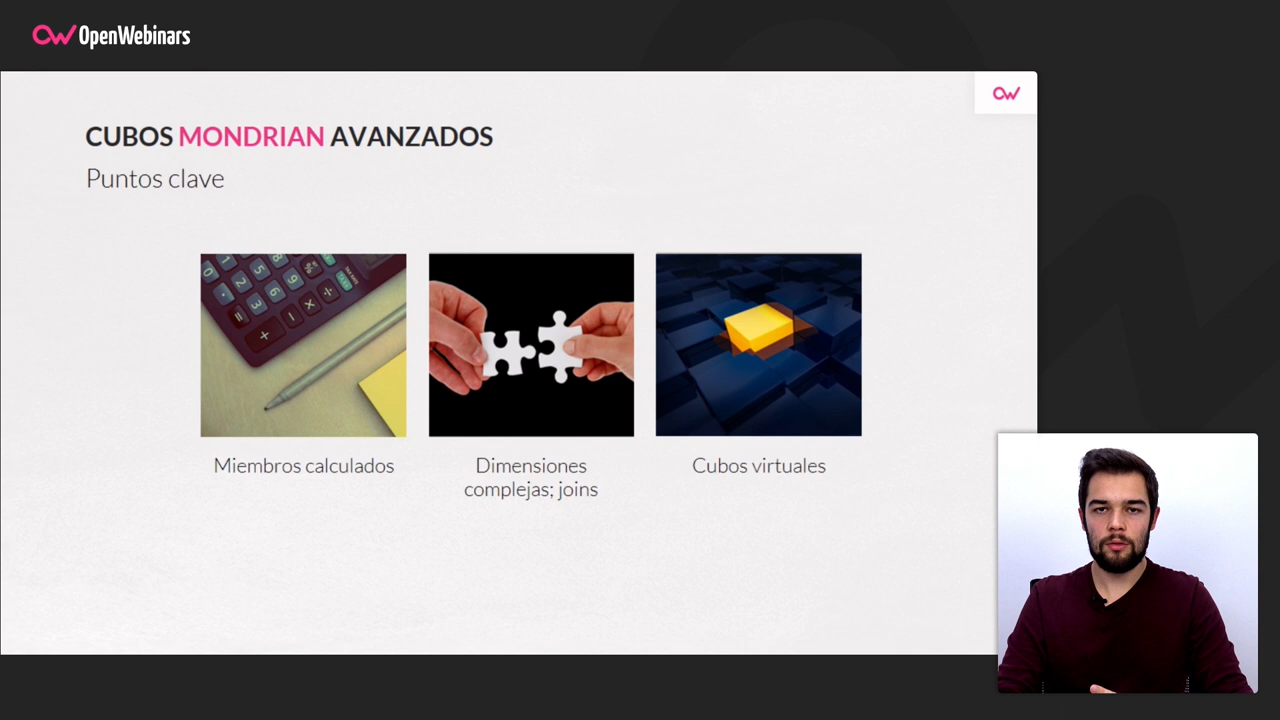 OpenWebinars
CUBOS MONDRIAN AVANZADOS
Puntos clave
Miembros calculados
Dimensiones
complejas; joins
Cubos virtuales